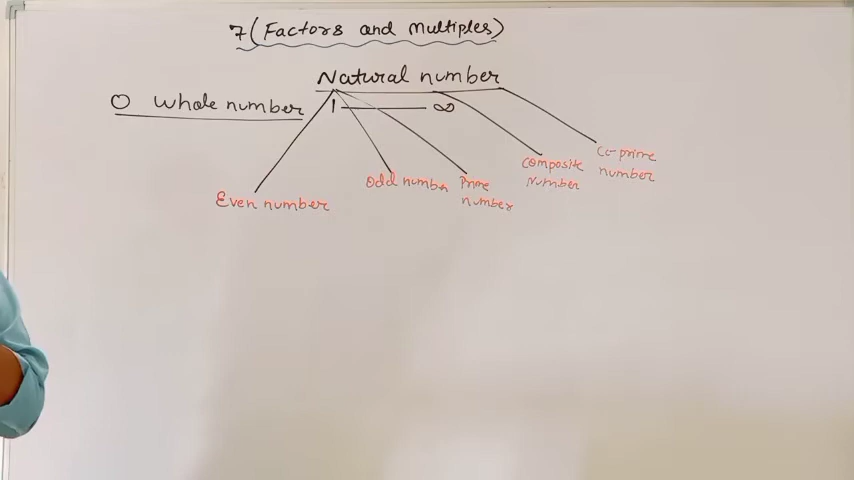 7 (Factors and multiples)
Natural number
0 whole number
1 ∞
Even number
Odd number
Prime
number
composite
number
Co-prime
number